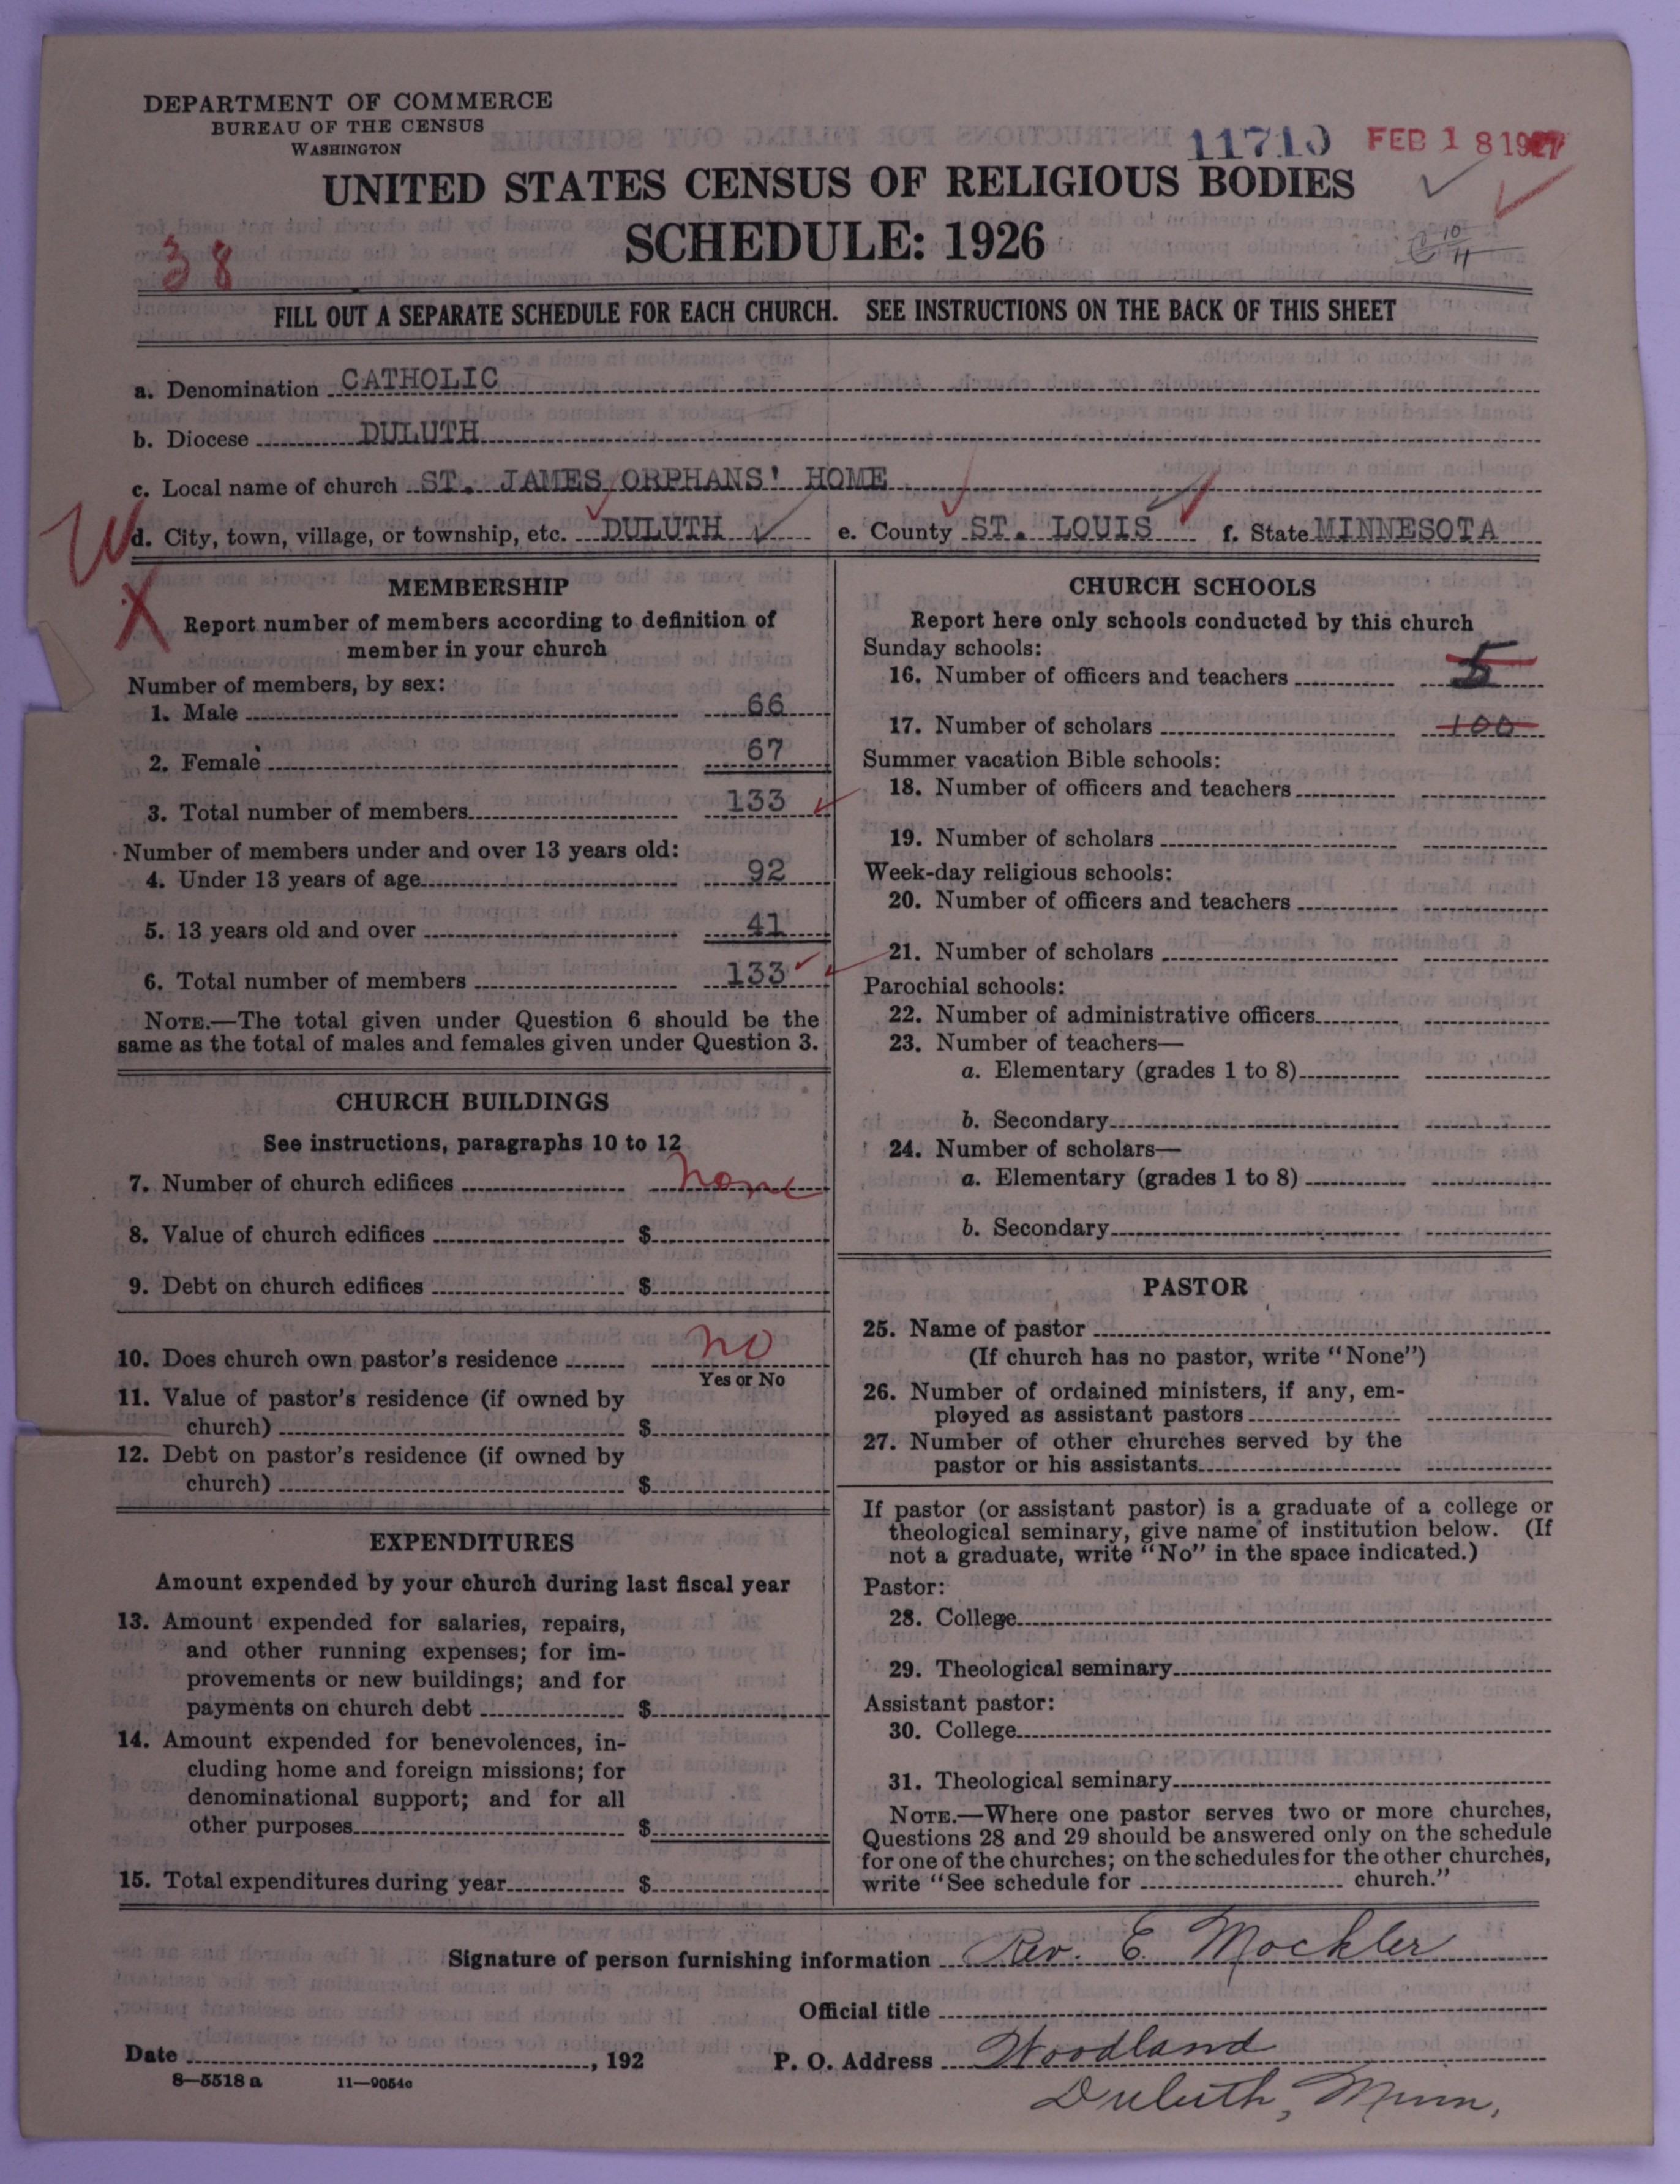 DEPARTMENT OF COMMERCE
BUREAU OF THE CENSUS
WASHINGTON
11710 FEB 18 1927
UNITED STATES CENSUS OF RELIGIOUS BODIES
SCHEDULE: 1926
38
FILL OUT A SEPARATE SCHEDULE FOR EACH CHURCH. SEE INSTRUCTIONS ON THE BACK OF THIS SHEET
a. Denomination CATHOLIC
b. Diocese DULUTH
c. Local name of church ST. JAMES ORPHANS' HOME
d. City, town, village, or township, etc. DULUTH e. County ST. LOUIS f. State MINNESOTA
MEMBERSHIP
Report number of members according to definition of
member in your church
Number of members, by sex:
1. Male 66
2. Female 67
3. Total number of members 133
Number of members under and over 13 years old:
4. Under 13 years of age 92
5. 13 years old and over 41
6. Total number of members 133
NOTE.—The total given under Question 6 should be the
same as the total of males and females given under Question 3.
CHURCH BUILDINGS
See instructions, paragraphs 10 to 12
7. Number of church edifices none
8. Value of church edifices $
9. Debt on church edifices $
10. Does church own pastor's residence no
Yes or No
11. Value of pastor's residence (if owned by
church) $
12. Debt on pastor's residence (if owned by
church) $
EXPENDITURES
Amount expended by your church during last fiscal year
13. Amount expended for salaries, repairs,
and other running expenses; for im-
provements or new buildings; and for
payments on church debt $
14. Amount expended for benevolences, in-
cluding home and foreign missions; for
denominational support; and for all
other purposes $
15. Total expenditures during year $
CHURCH SCHOOLS
Report here only schools conducted by this church
Sunday schools:
16. Number of officers and teachers 5
17. Number of scholars 100
Summer vacation Bible schools:
18. Number of officers and teachers
19. Number of scholars
Week-day religious schools:
20. Number of officers and teachers
21. Number of scholars
Parochial schools:
22. Number of administrative officers
23. Number of teachers—
a. Elementary (grades 1 to 8)
b. Secondary
24. Number of scholars—
a. Elementary (grades 1 to 8)
b. Secondary
PASTOR
25. Name of pastor
(If church has no pastor, write "None")
26. Number of ordained ministers, if any, em-
ployed as assistant pastors
27. Number of other churches served by the
pastor or his assistants
If pastor (or assistant pastor) is a graduate of a college or
theological seminary, give name of institution below. (If
not a graduate, write "No" in the space indicated.)
Pastor:
28. College
29. Theological seminary
Assistant pastor:
30. College
31. Theological seminary
NOTE.—Where one pastor serves two or more churches,
Questions 28 and 29 should be answered only on the schedule
for one of the churches; on the schedules for the other churches,
write "See schedule for church."
Signature of person furnishing information Rev. E. Mockler
Official title
Date , 192 P. O. Address Woodland
8—5518 a 11—9054a
Duluth, Minn.